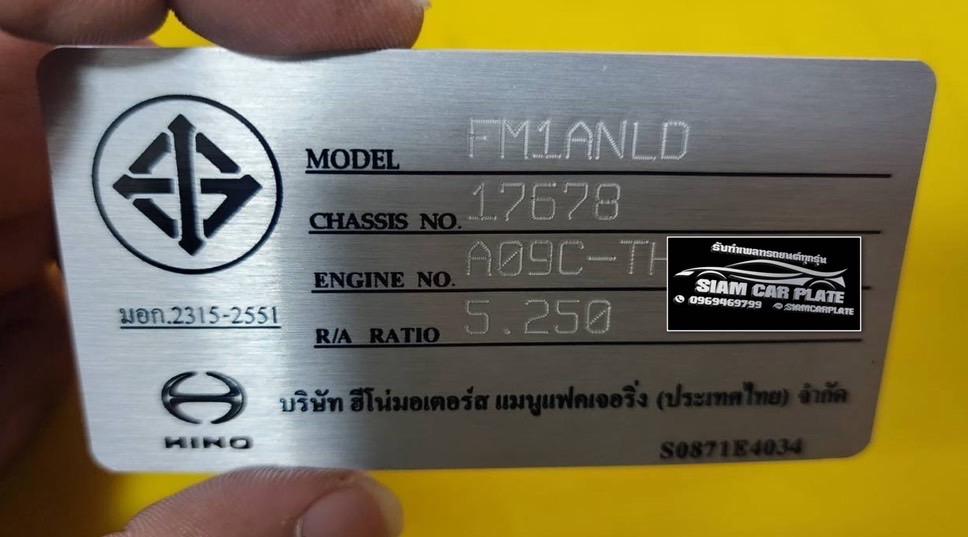 MODEL FM1ANLD
CHASSIS NO. 17678
ENGINE NO. A09C-TH
R/A RATIO 5.250
มอก.2315-2551
รับทำเพลทรถยนต์ทุกรุ่น
SIAM CAR PLATE
0969469799 @SIAMCARPLATE
HINO
บริษัท ฮีโน่มอเตอร์ส แมนูแฟคเจอริ่ง (ประเทศไทย) จำกัด
S0871E4034